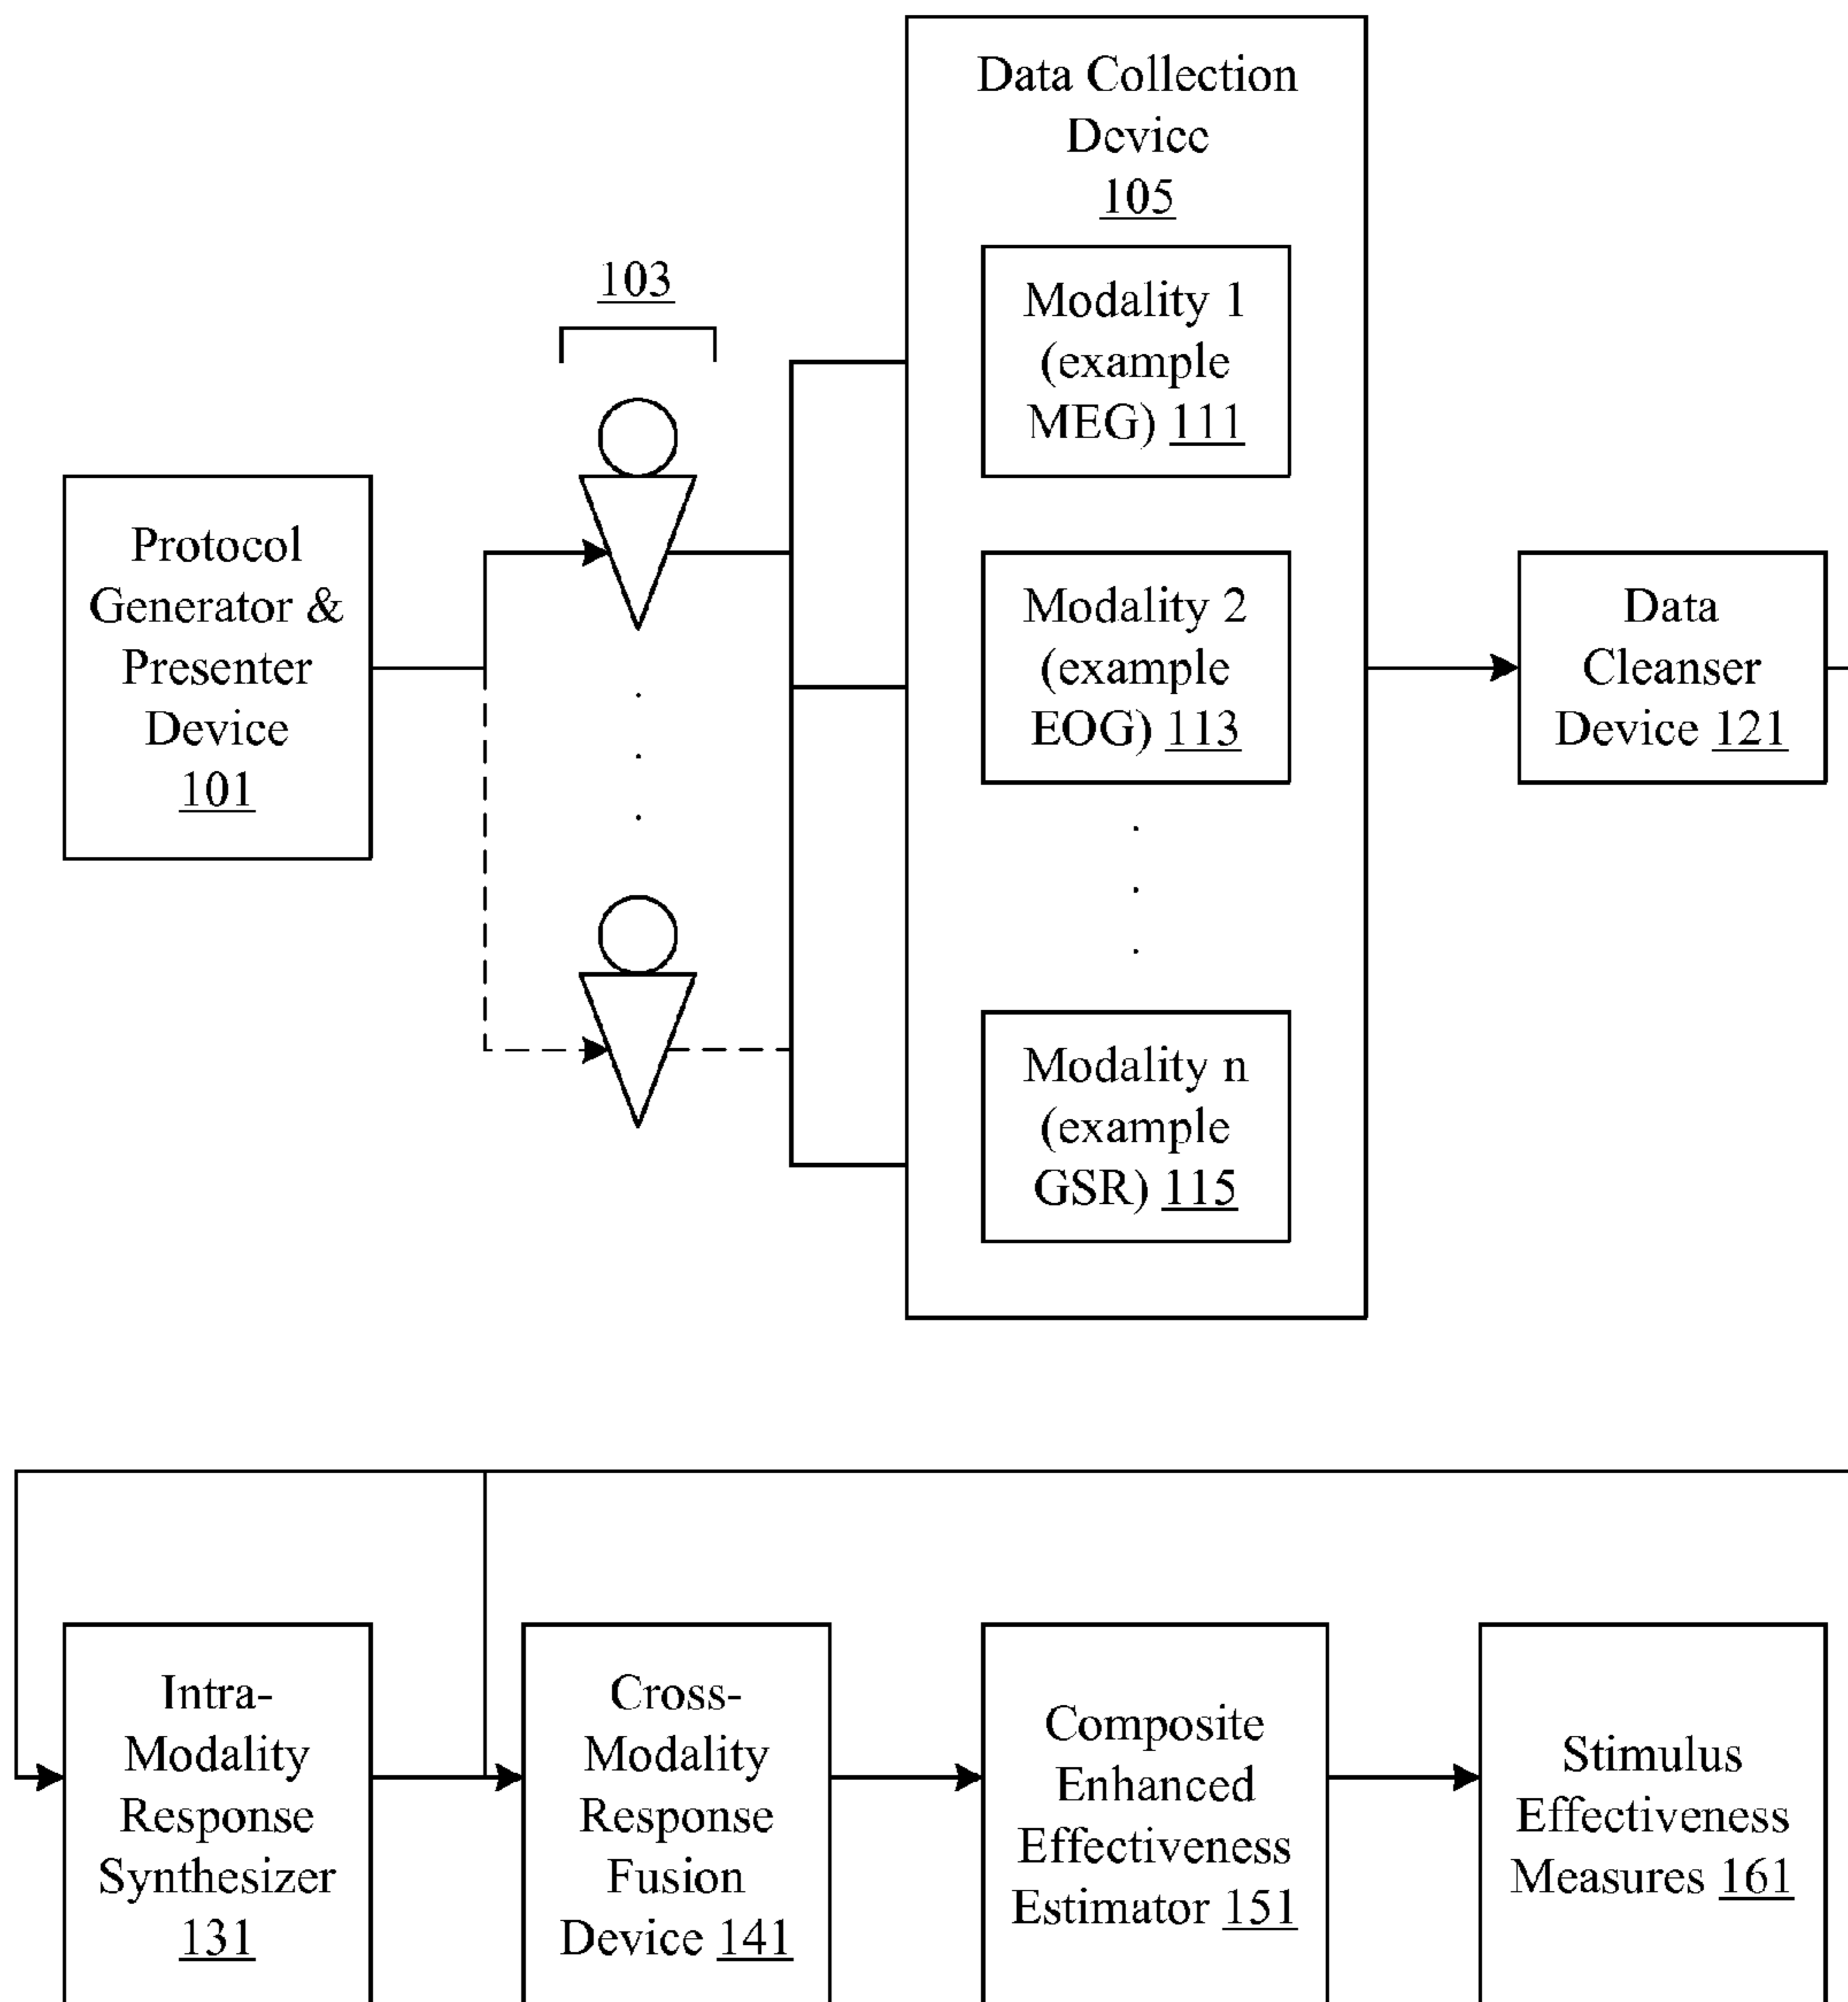 Data Collection
Device
105
103
Modality 1
(example
MEG) 111
Protocol
Generator &
Presenter
Device
101
Modality 2
(example
EOG) 113
Data
Cleanser
Device 121
Modality n
(example
GSR) 115
Intra-
Modality
Response
Synthesizer
131
Cross-
Modality
Response
Fusion
Device 141
Composite
Enhanced
Effectiveness
Estimator 151
Stimulus
Effectiveness
Measures 161